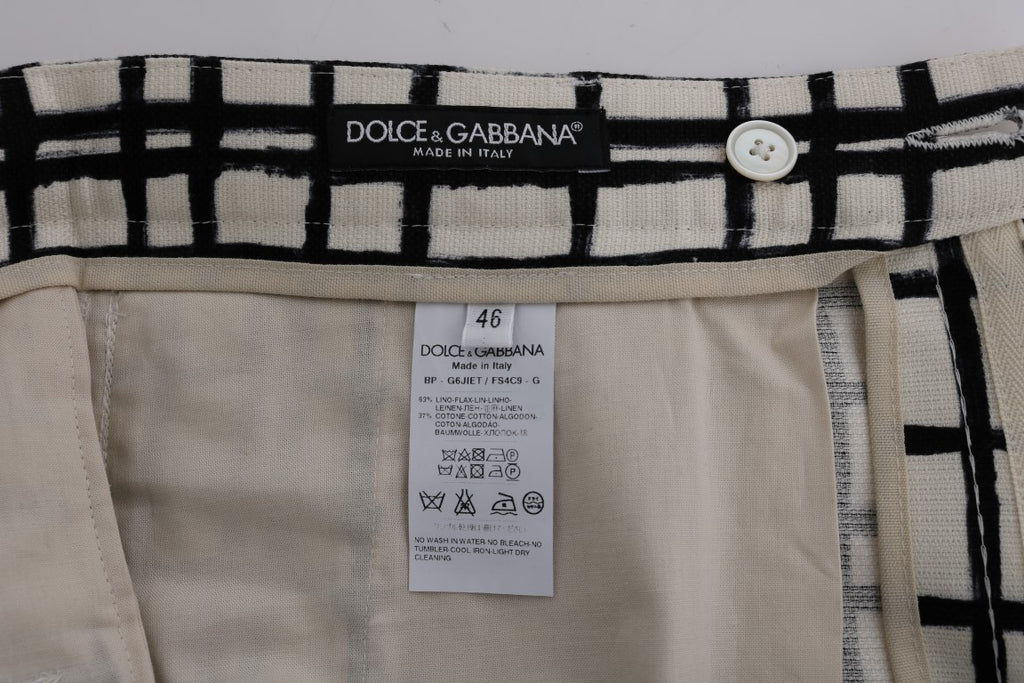 DOLCE & GABBANA®
MADE IN ITALY
46
DOLCE & GABBANA
Made in Italy
BP - G6JIET / FS4C9 - G
63% LINO-FLAX-LIN-LINHO-
LEINEN-ЛЕН- -LINEN
37% COTONE-COTTON-ALGODON-
COTON-ALGODÃO-
BAUMWOLLE-ХЛОПОК-
NO WASH IN WATER-NO BLEACH-NO
TUMBLER-COOL IRON-LIGHT DRY
CLEANING